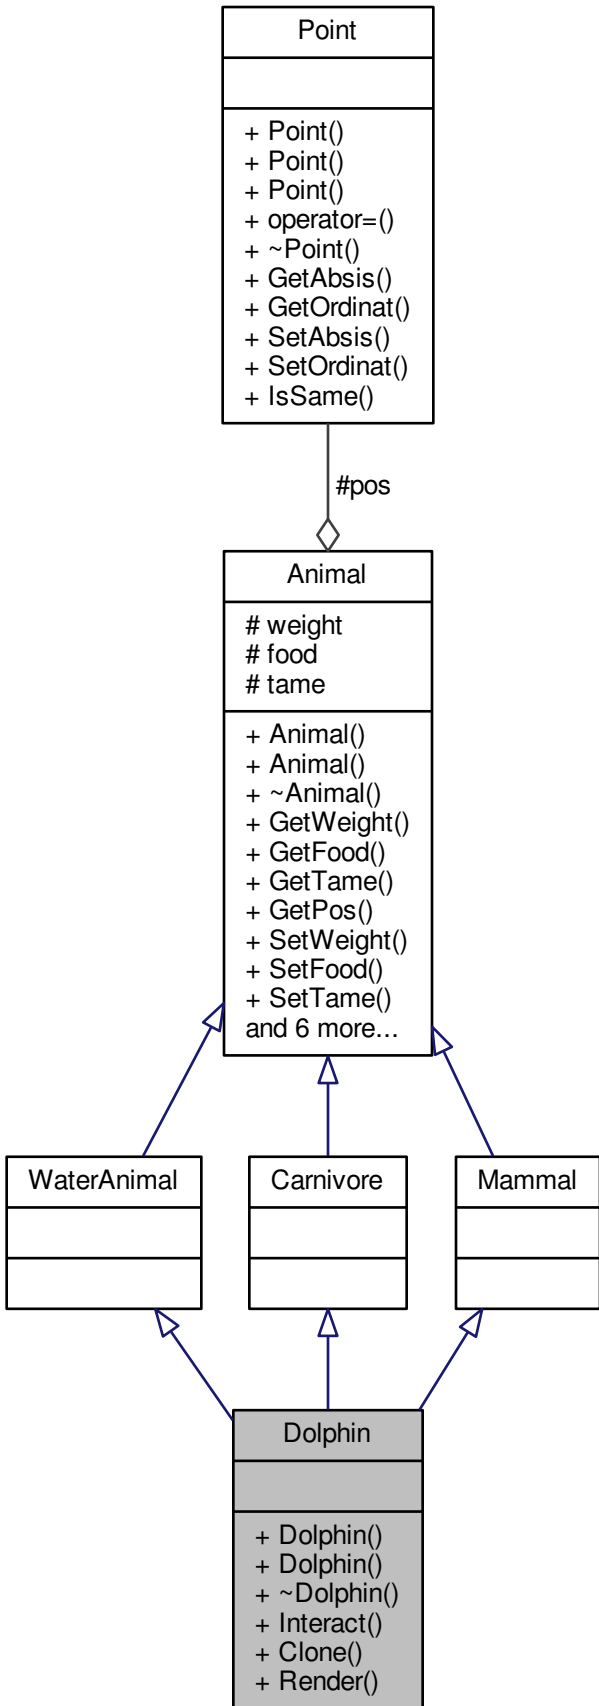 Point
+ Point()
+ Point()
+ Point()
+ operator=()
+ ~Point()
+ GetAbsis()
+ GetOrdinat()
+ SetAbsis()
+ SetOrdinat()
+ IsSame()
#pos
Animal
# weight
# food
# tame
+ Animal()
+ Animal()
+ ~Animal()
+ GetWeight()
+ GetFood()
+ GetTame()
+ GetPos()
+ SetWeight()
+ SetFood()
+ SetTame()
and 6 more...
WaterAnimal
Carnivore
Mammal
Dolphin
+ Dolphin()
+ Dolphin()
+ ~Dolphin()
+ Interact()
+ Clone()
+ Render()